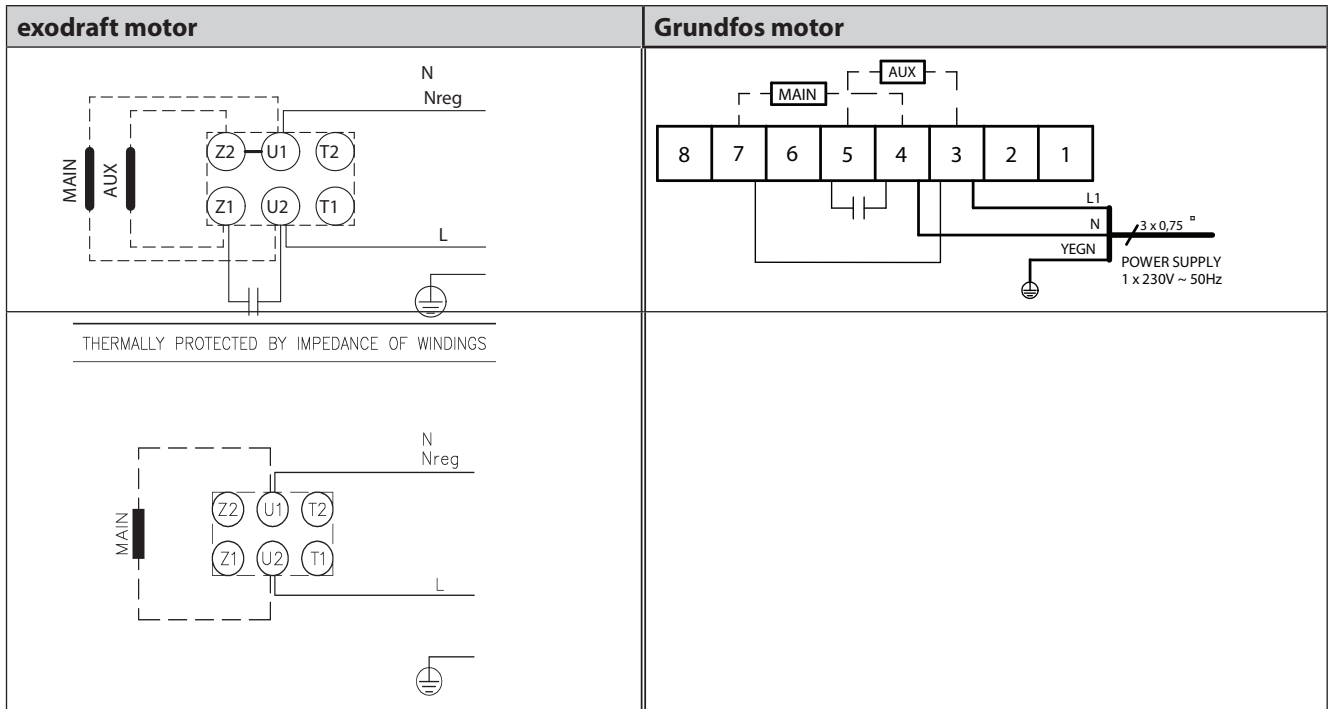 exodraft motor
Grundfos motor
N
Nreg
MAIN
AUX
Z2 U1 T2
Z1 U2 T1
L
AUX
MAIN
8 7 6 5 4 3 2 1
L1
N
3 x 0,75 □
YEGN
POWER SUPPLY
1 x 230V ~ 50Hz
THERMALLY PROTECTED BY IMPEDANCE OF WINDINGS
N
Nreg
MAIN
Z2 U1 T2
Z1 U2 T1
L